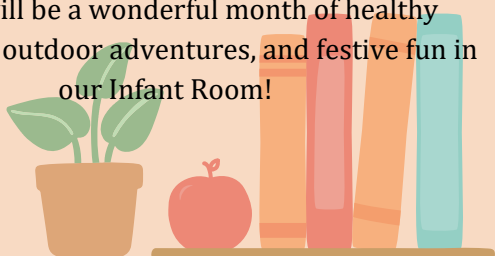 ill be a wonderful month of healthy
outdoor adventures, and festive fun in
our Infant Room!